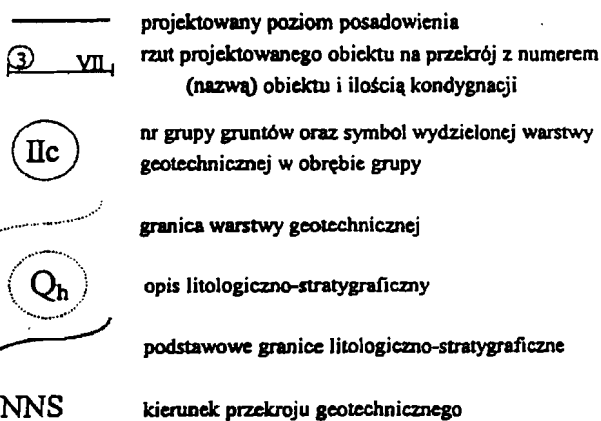 projektowany poziom posadowienia
3 VII rzut projektowanego obiektu na przekrój z numerem
(nazwą) obiektu i ilością kondygnacji
IIc nr grupy gruntów oraz symbol wydzielonej warstwy
geotechnicznej w obrębie grupy
granica warstwy geotechnicznej
Qh opis litologiczno-stratygraficzny
podstawowe granice litologiczno-stratygraficzne
NNS kierunek przekroju geotechnicznego